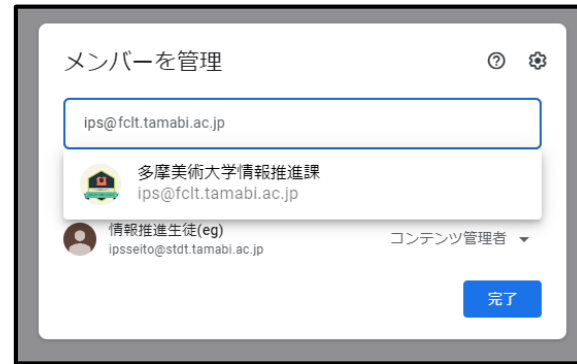 メンバーを管理
ips@fclt.tamabi.ac.jp
多摩美術大学情報推進課
ips@fclt.tamabi.ac.jp
情報推進生徒(eg)
ipsseito@stdt.tamabi.ac.jp
コンテンツ管理者
完了